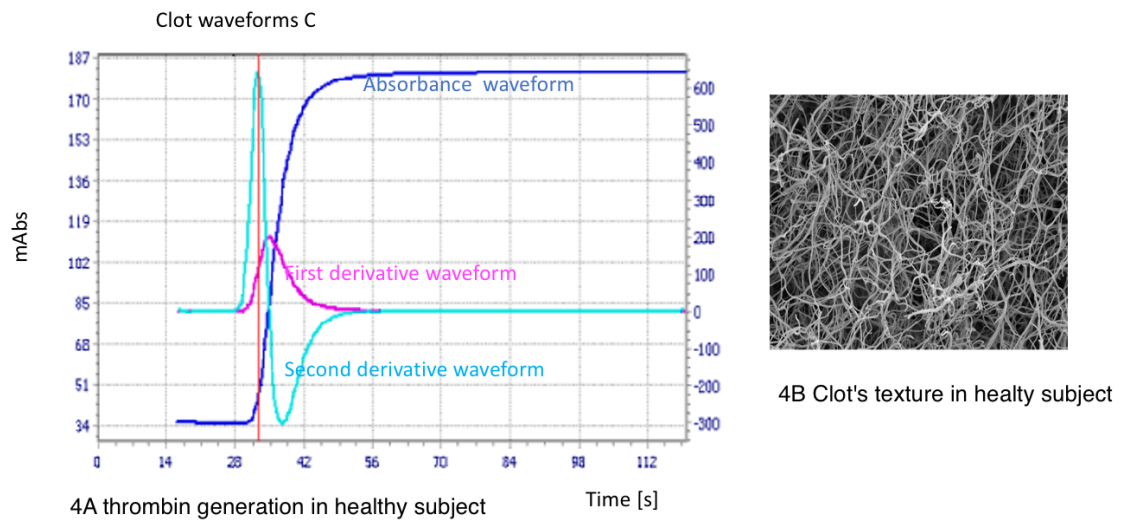 Clot waveforms C
187
170
153
136
119
102
85
68
51
34
mAbs
600
500
400
300
200
100
0
-100
-200
-300
Absorbance waveform
First derivative waveform
Second derivative waveform
0 14 28 42 56 70 84 98 112
Time [s]
4A thrombin generation in healthy subject
4B Clot's texture in healty subject